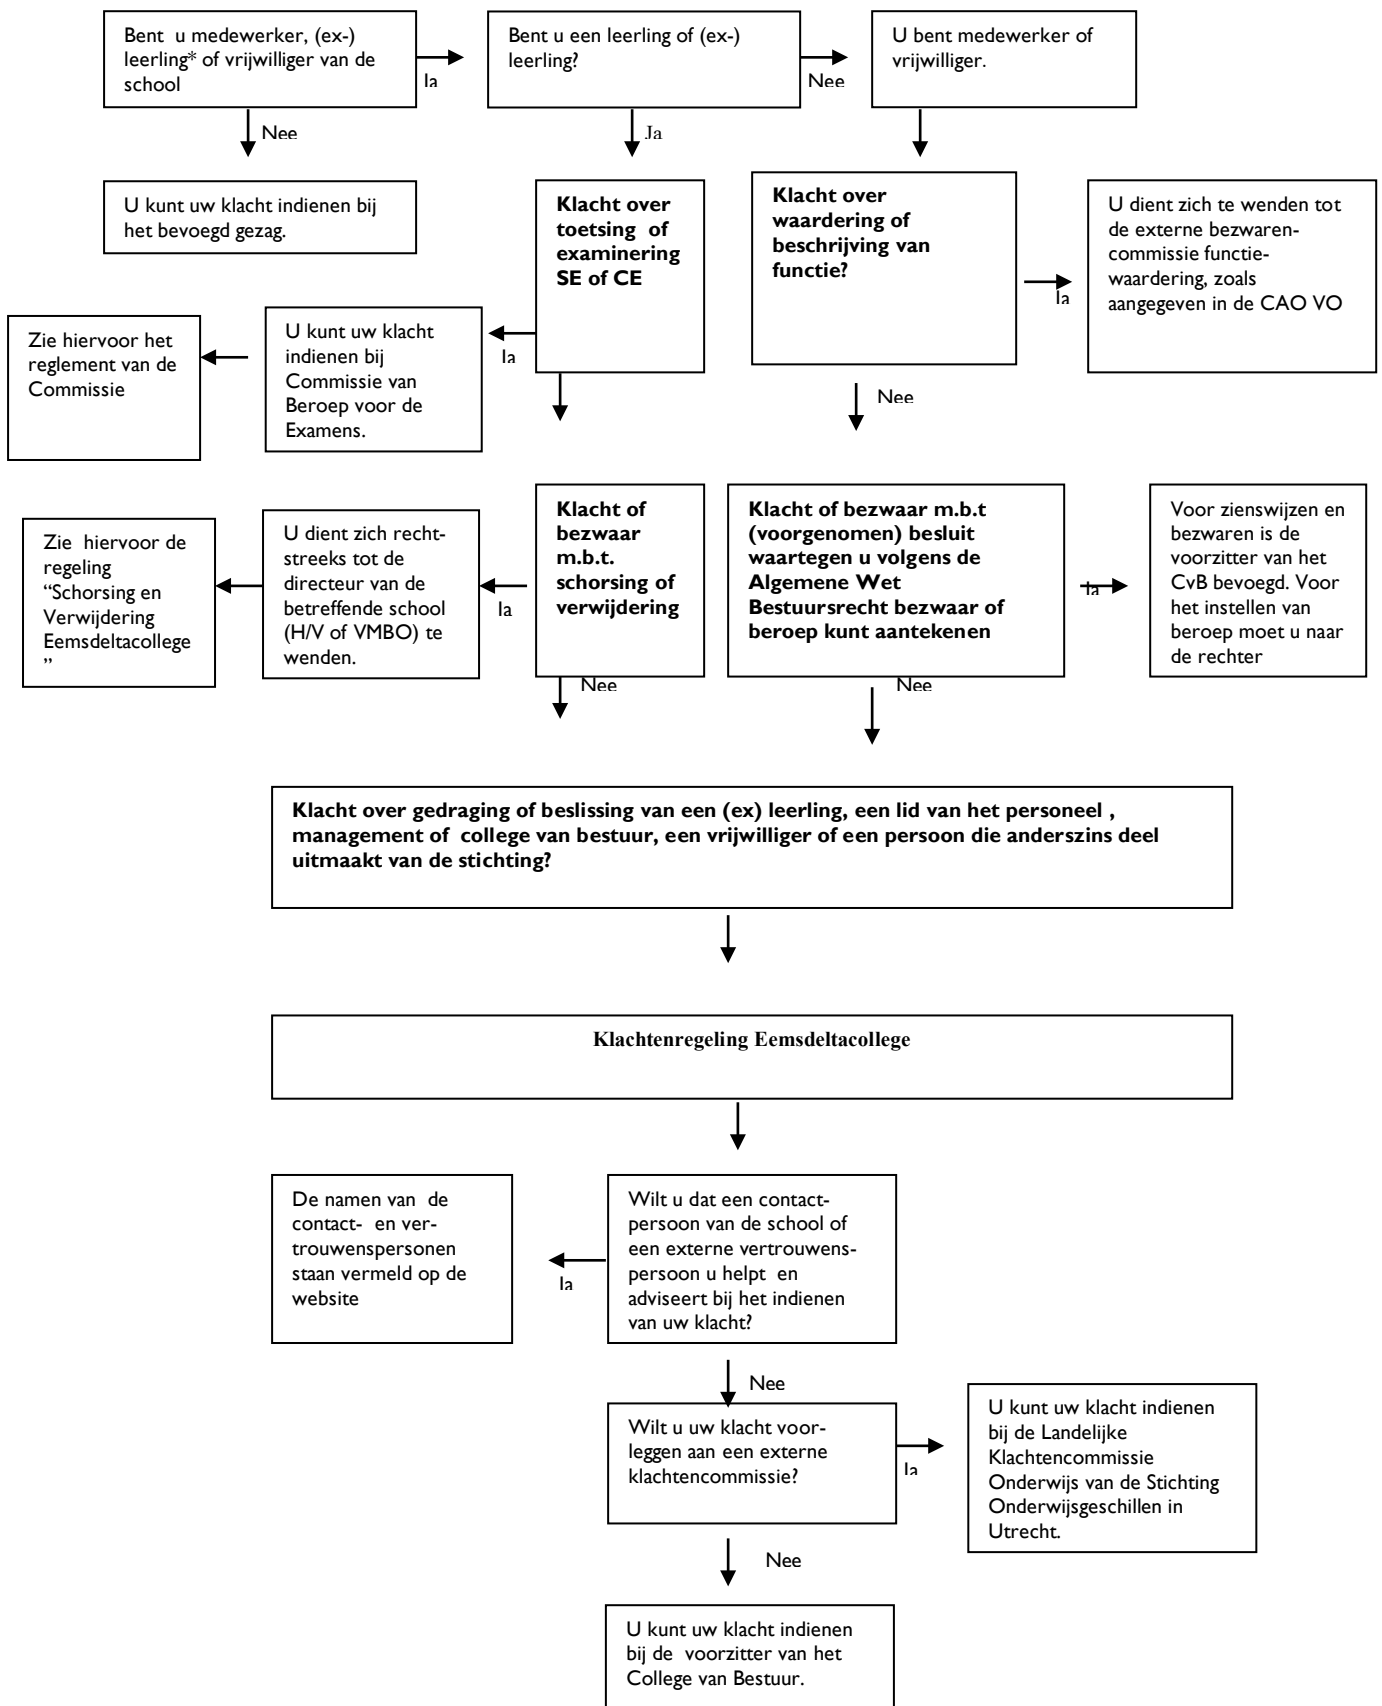 Bent u medewerker, (ex-)
leerling* of vrijwilliger van de
school
Ja
Bent u een leerling of (ex-)
leerling?
Nee
U bent medewerker of
vrijwilliger.
Nee
Ja
U kunt uw klacht indienen bij
het bevoegd gezag.
Klacht over
toetsing of
examinering
SE of CE
Klacht over
waardering of
beschrijving van
functie?
Ja
U dient zich te wenden tot
de externe bezwaren-
commissie functie-
waardering, zoals
aangegeven in de CAO VO
Zie hiervoor het
reglement van de
Commissie
U kunt uw klacht
indienen bij
Commissie van
Beroep voor de
Examens.
Ja
Nee
Zie hiervoor de
regeling
“Schorsing en
Verwijdering
Eemsdeltacollege
”
U dient zich recht-
streeks tot de
directeur van de
betreffende school
(H/V of VMBO) te
wenden.
Ja
Klacht of
bezwaar
m.b.t.
schorsing of
verwijdering
Klacht of bezwaar m.b.t
(voorgenomen) besluit
waartegen u volgens de
Algemene Wet
Bestuursrecht bezwaar of
beroep kunt aantekenen
Ja
Voor zienswijzen en
bezwaren is de
voorzitter van het
CvB bevoegd. Voor
het instellen van
beroep moet u naar
de rechter
Nee
Nee
Klacht over gedraging of beslissing van een (ex) leerling, een lid van het personeel ,
management of college van bestuur, een vrijwilliger of een persoon die anderszins deel
uitmaakt van de stichting?
Klachtenregeling Eemsdeltacollege
De namen van de
contact- en ver-
trouwenspersonen
staan vermeld op de
website
Ja
Wilt u dat een contact-
persoon van de school of
een externe vertrouwens-
persoon u helpt en
adviseert bij het indienen
van uw klacht?
Nee
Wilt u uw klacht voor-
leggen aan een externe
klachtencommissie?
Ja
U kunt uw klacht indienen
bij de Landelijke
Klachtencommissie
Onderwijs van de Stichting
Onderwijsgeschillen in
Utrecht.
Nee
U kunt uw klacht indienen
bij de voorzitter van het
College van Bestuur.